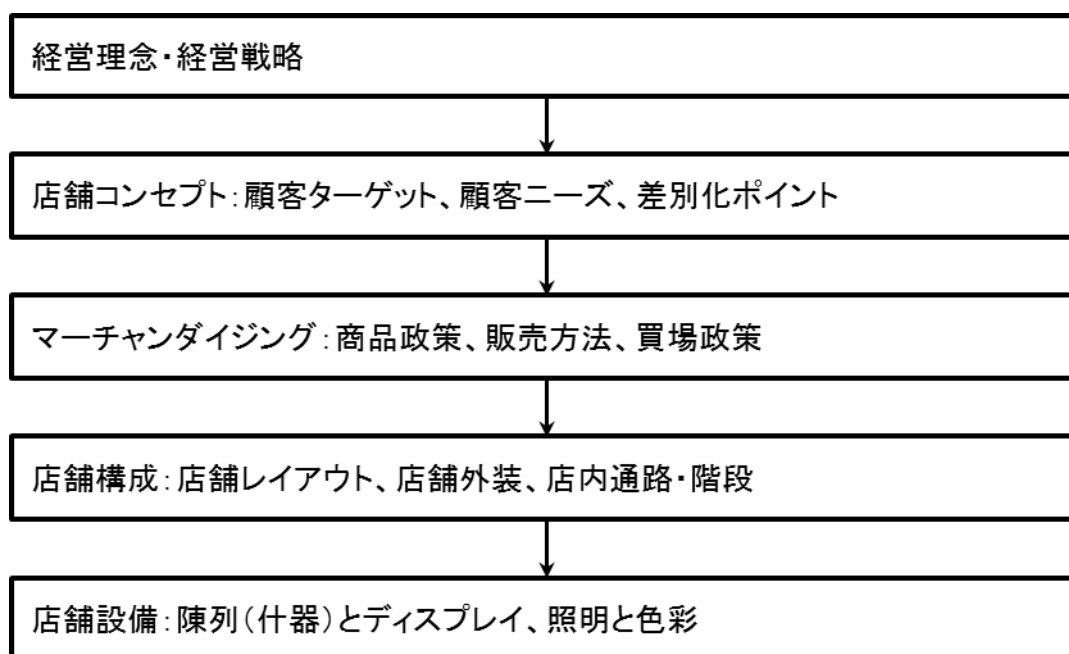 経営理念・経営戦略
店舗コンセプト：顧客ターゲット、顧客ニーズ、差別化ポイント
マーチャンダイジング：商品政策、販売方法、買場政策
店舗構成：店舗レイアウト、店舗外装、店内通路・階段
店舗設備：陳列（什器）とディスプレイ、照明と色彩